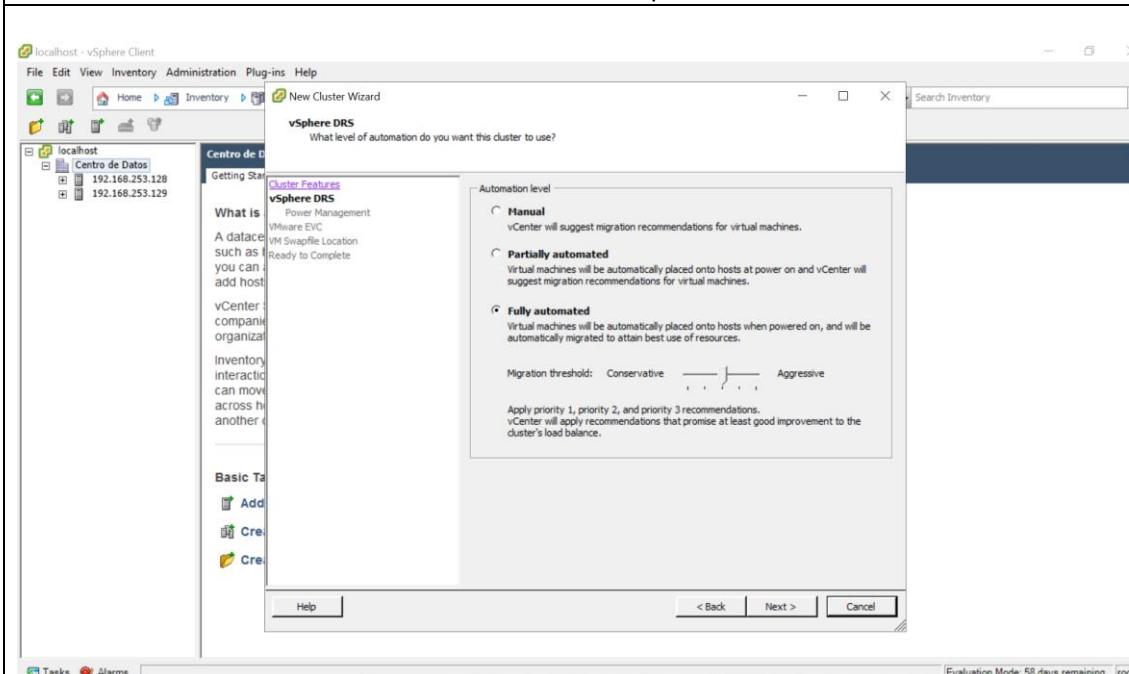 localhost - vSphere Client
File Edit View Inventory Administration Plug-ins Help
Home Inventory
Search Inventory
New Cluster Wizard
vSphere DRS
What level of automation do you want this cluster to use?
localhost
Centro de Datos
192.168.253.128
192.168.253.129
Centro de D
Getting Star
What is
A datace
such as
you can
add host
vCenter
companie
organizat
Inventory
interactio
can move
across h
another
Basic Ta
Add
Cre
Cre
Cluster Features
vSphere DRS
Power Management
VMware EVC
VM Swapfile Location
Ready to Complete
Automation level
Manual
vCenter will suggest migration recommendations for virtual machines.
Partially automated
Virtual machines will be automatically placed onto hosts at power on and vCenter will
suggest migration recommendations for virtual machines.
Fully automated
Virtual machines will be automatically placed onto hosts when powered on, and will be
automatically migrated to attain best use of resources.
Migration threshold: Conservative Aggressive
Apply priority 1, priority 2, and priority 3 recommendations.
vCenter will apply recommendations that promise at least good improvement to the
cluster's load balance.
Help < Back Next > Cancel
Tasks Alarms Evaluation Mode: 58 days remaining